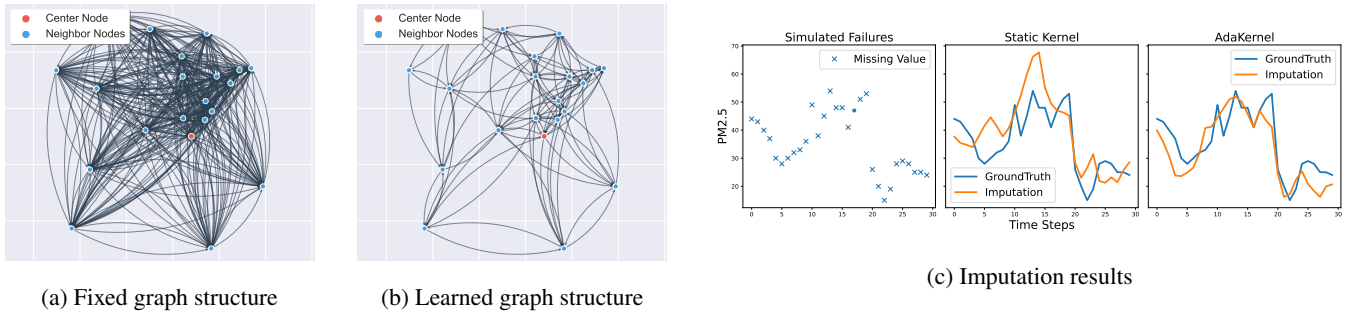 Center Node
Neighbor Nodes
(a) Fixed graph structure
Center Node
Neighbor Nodes
(b) Learned graph structure
Simulated Failures
Static Kernel
AdaKernel
Missing Value
GroundTruth
Imputation
GroundTruth
Imputation
PM2.5
70
60
50
40
30
20
0 5 10 15 20 25 30
0 5 10 15 20 25 30
0 5 10 15 20 25 30
Time Steps
(c) Imputation results